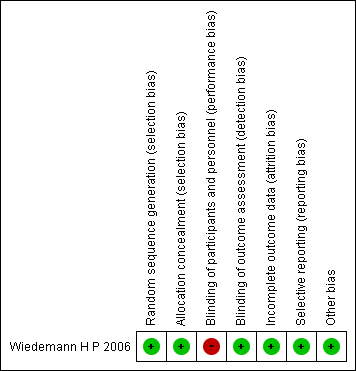 Random sequence generation (selection bias)
Allocation concealment (selection bias)
Blinding of participants and personnel (performance bias)
Blinding of outcome assessment (detection bias)
Incomplete outcome data (attrition bias)
Selective reporting (reporting bias)
Other bias
Wiedemann H P 2006 + + - + + + +